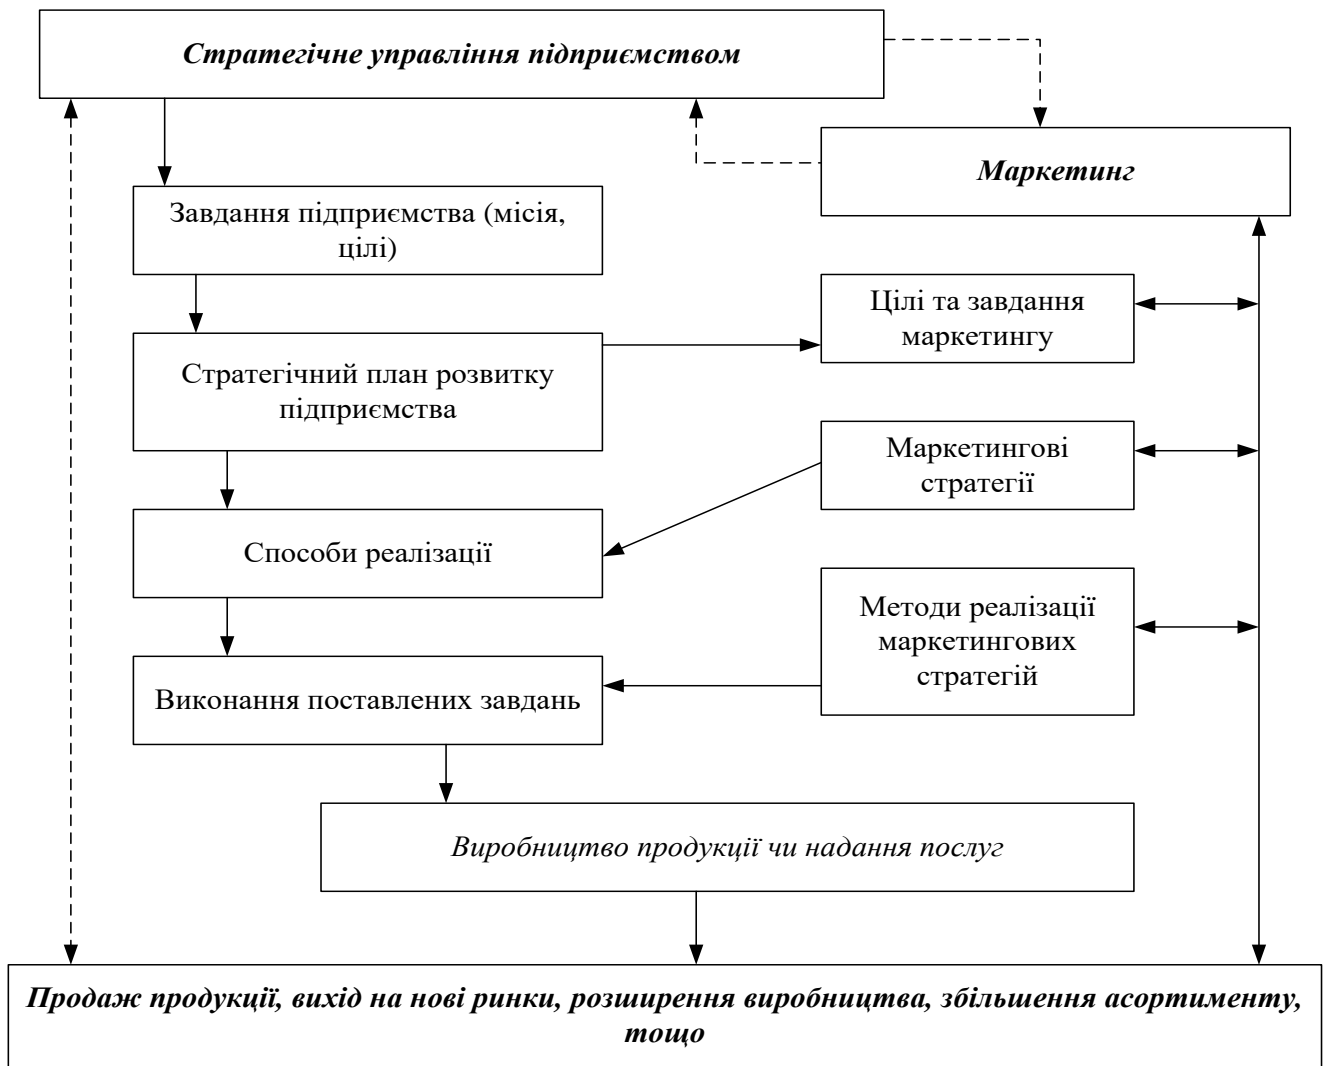 Стратегічне управління підприємством
Маркетинг
Завдання підприємства (місія,
цілі)
Цілі та завдання
маркетингу
Стратегічний план розвитку
підприємства
Маркетингові
стратегії
Способи реалізації
Методи реалізації
маркетингових
стратегій
Виконання поставлених завдань
Виробництво продукції чи надання послуг
Продаж продукції, вихід на нові ринки, розширення виробництва, збільшення асортименту,
тощо